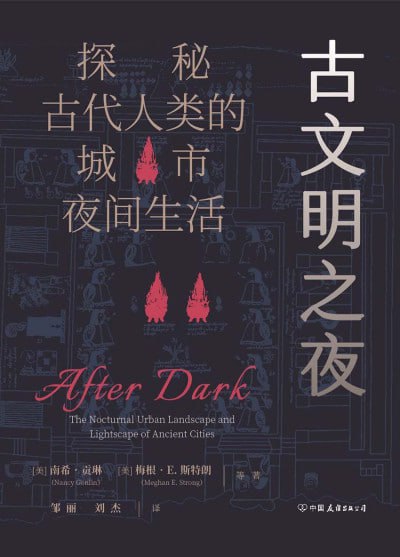 古文明之夜
探秘
古代人类的
城市
夜间生活
After Dark
The Nocturnal Urban Landscape and
Lightscape of Ancient Cities
[美] 南希·贡琳 [美] 梅根·E. 斯特朗 等著
(Nancy Gonlin) (Meghan E. Strong)
邹丽 刘杰 译
中国友谊出版公司